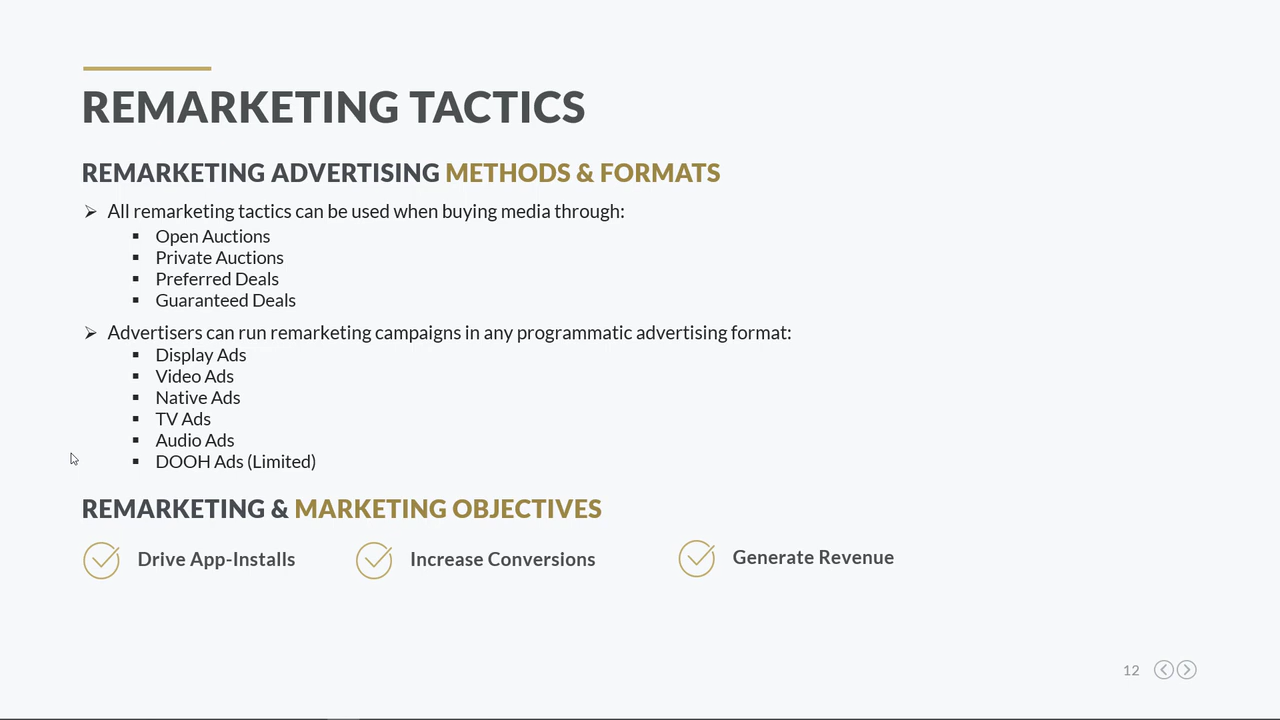 REMARKETING TACTICS
REMARKETING ADVERTISING METHODS & FORMATS
All remarketing tactics can be used when buying media through:
Open Auctions
Private Auctions
Preferred Deals
Guaranteed Deals
Advertisers can run remarketing campaigns in any programmatic advertising format:
Display Ads
Video Ads
Native Ads
TV Ads
Audio Ads
DOOH Ads (Limited)
REMARKETING & MARKETING OBJECTIVES
Drive App-Installs
Increase Conversions
Generate Revenue
12